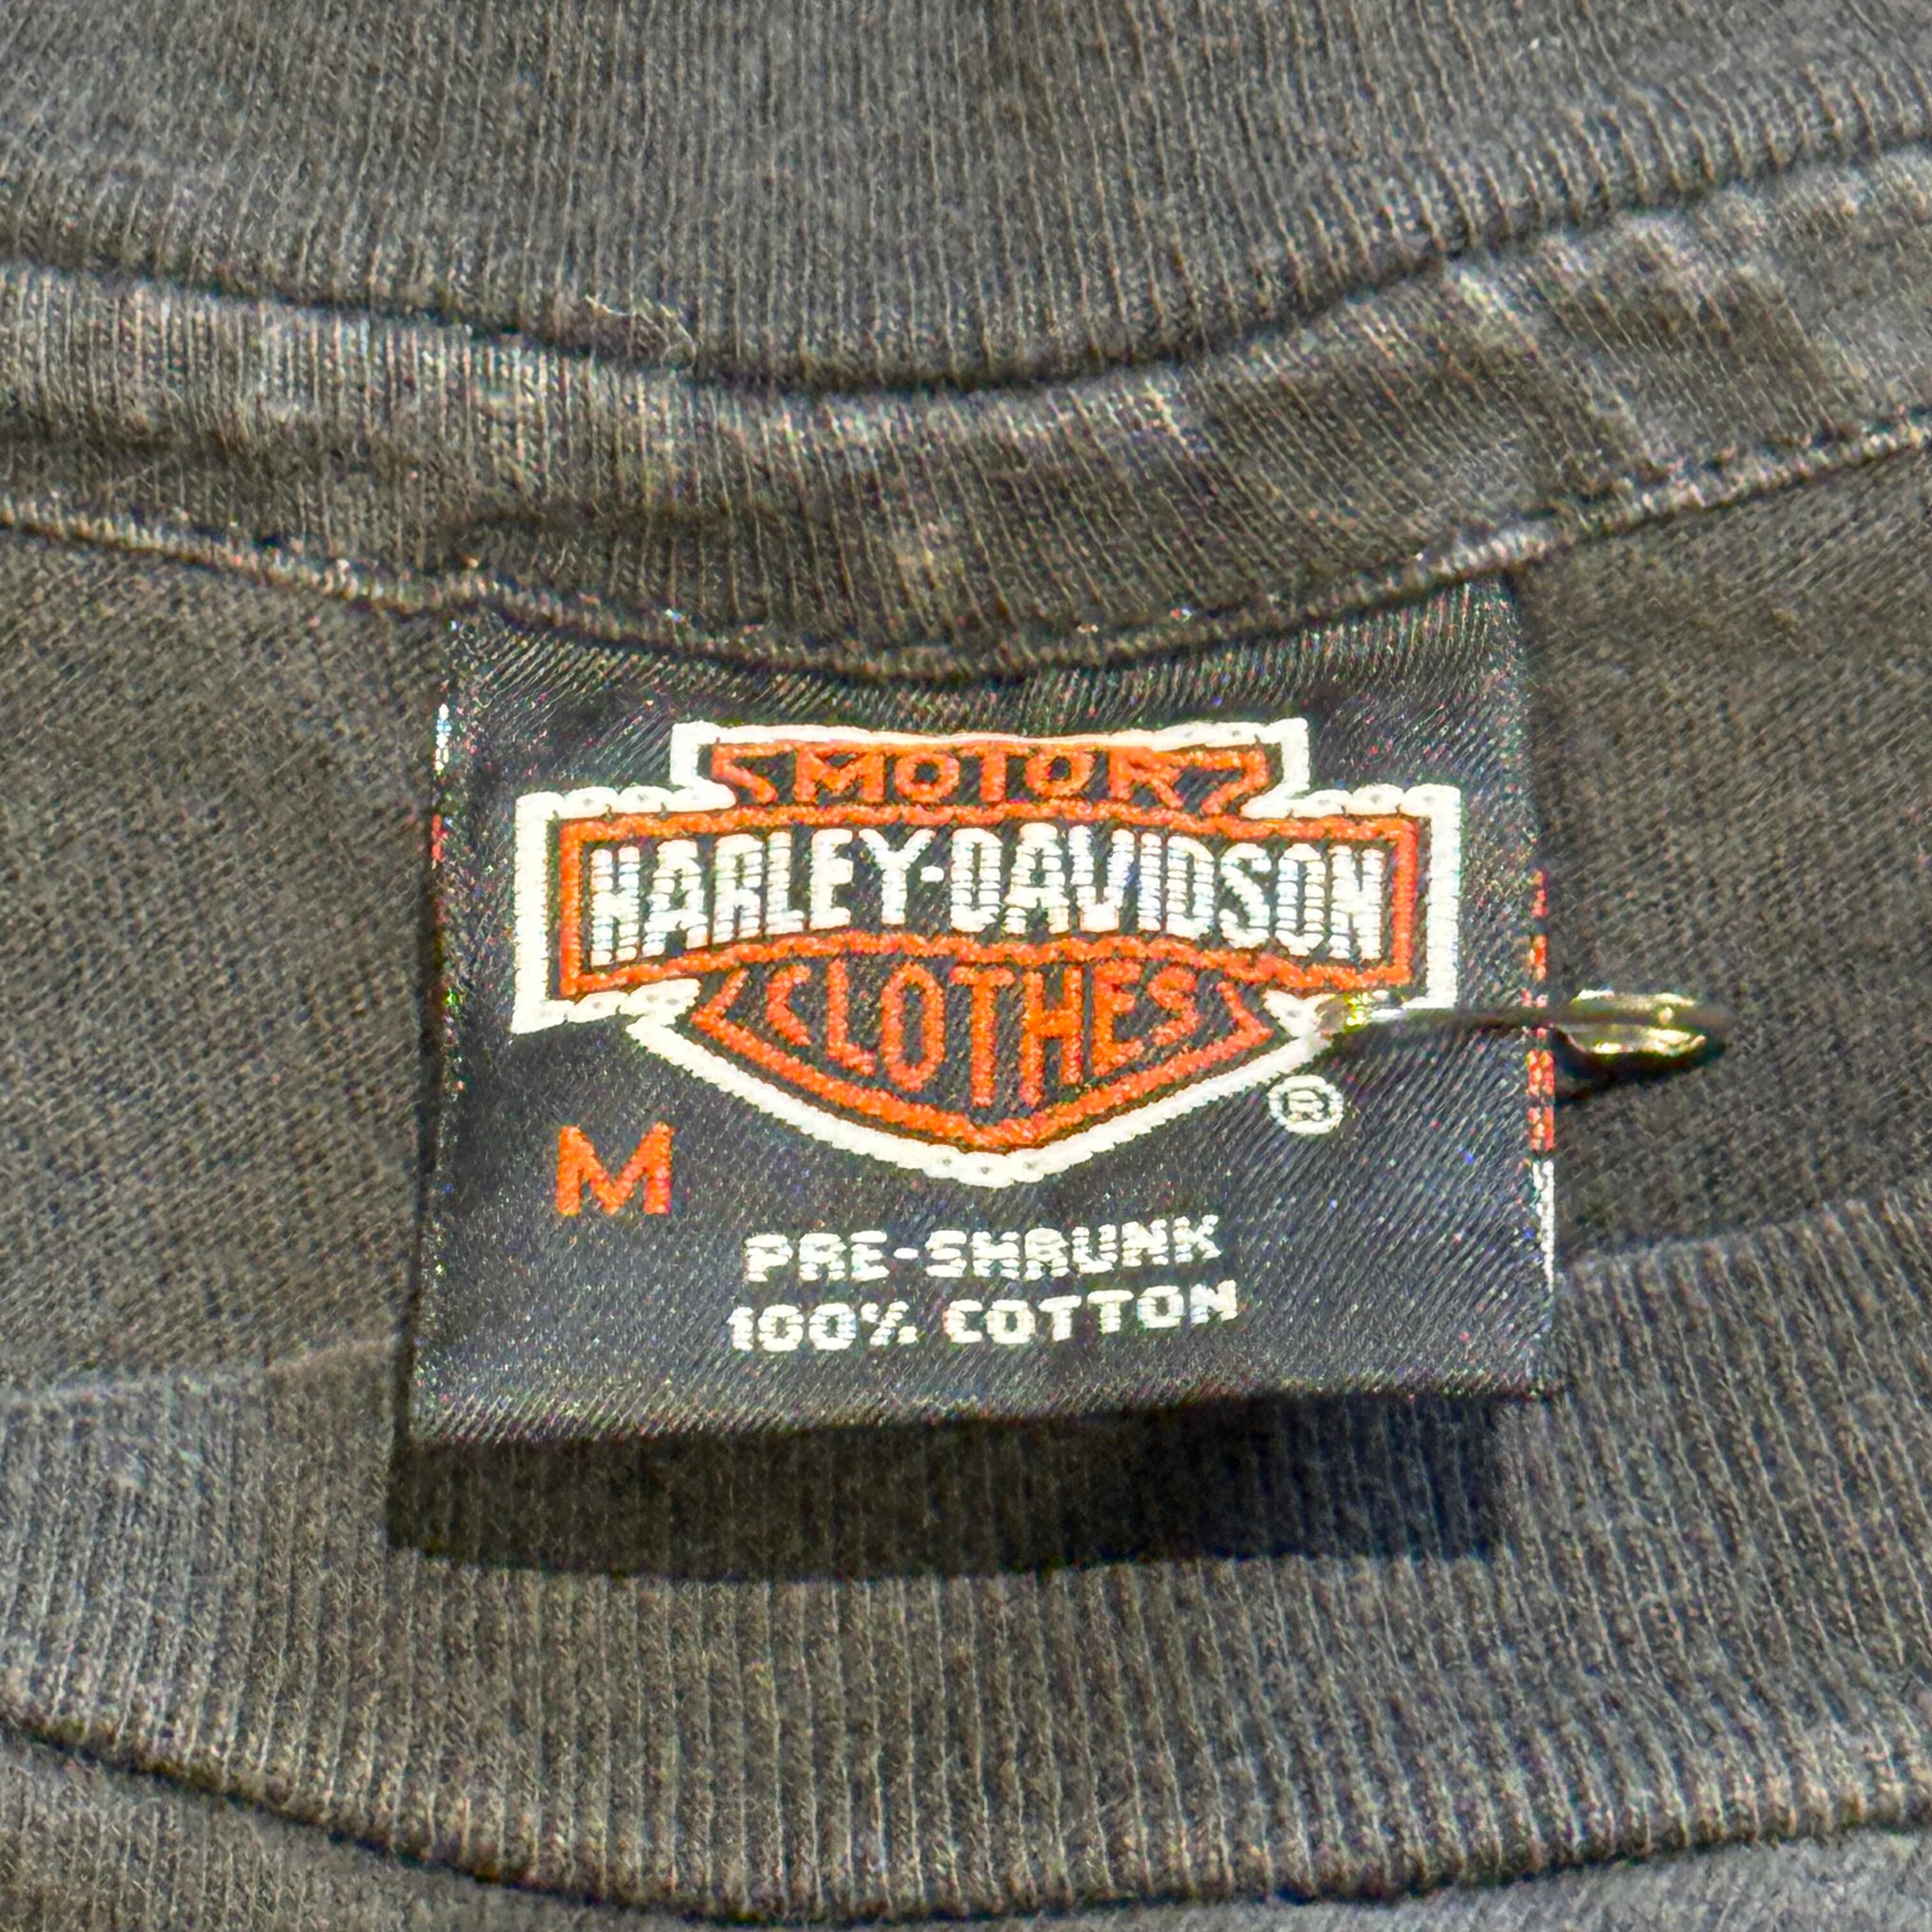 MOTOR
HARLEY-DAVIDSON
CLOTHES
®
M
PRE-SHRUNK
100% COTTON